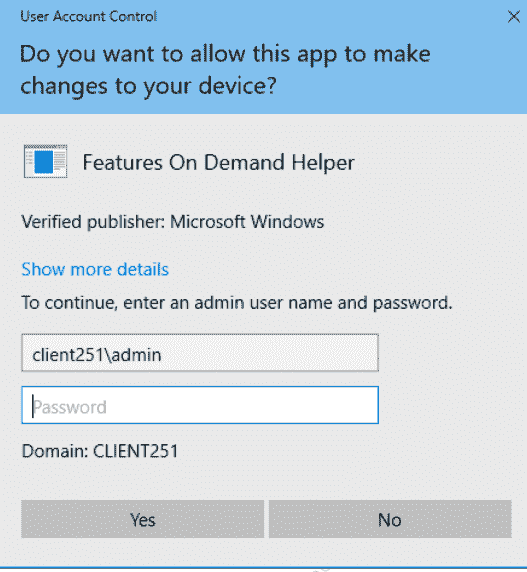 User Account Control
Do you want to allow this app to make
changes to your device?
Features On Demand Helper
Verified publisher: Microsoft Windows
Show more details
To continue, enter an admin user name and password.
client251\admin
Password
Domain: CLIENT251
Yes
No